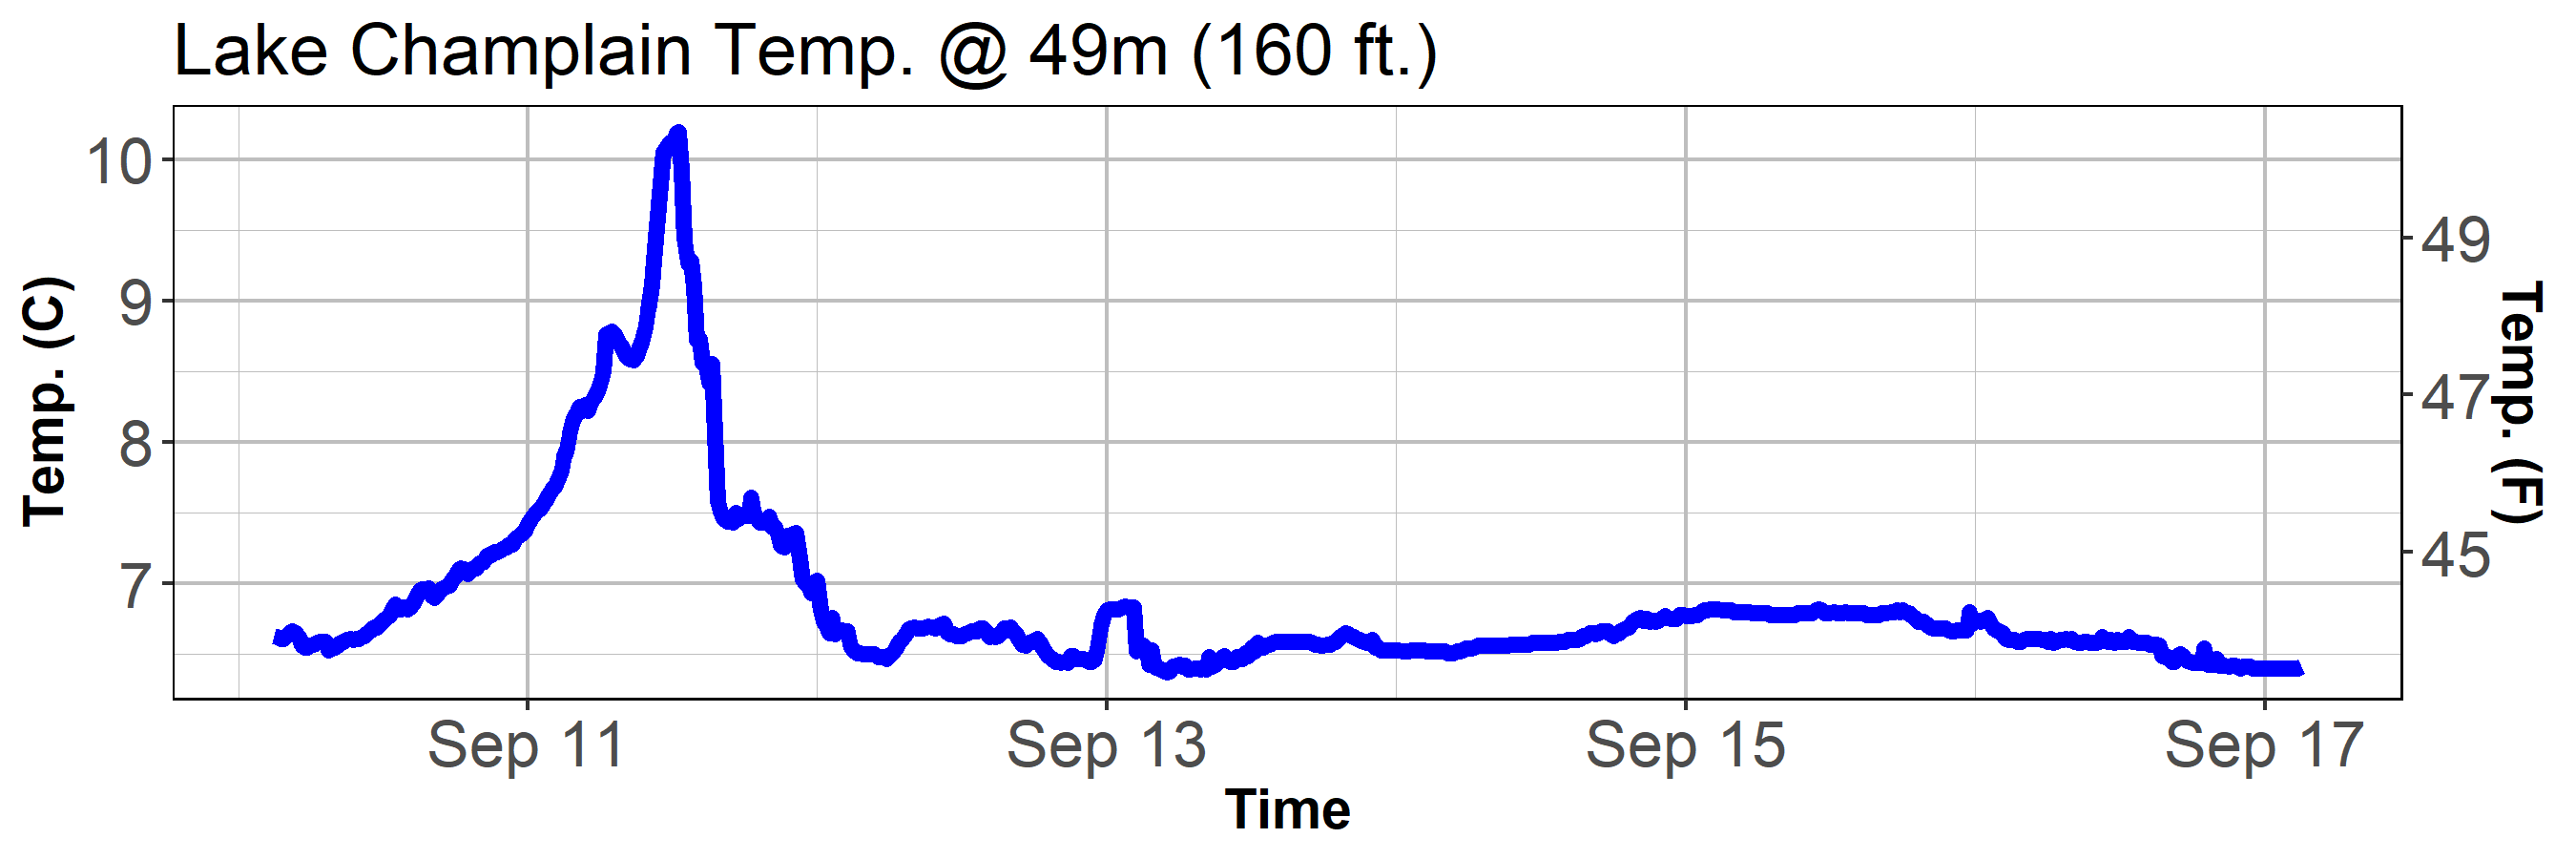 Lake Champlain Temp. @ 49m (160 ft.)
Temp. (C)
10
9
8
7
49
47
45
Temp. (F)
Sep 11
Sep 13
Sep 15
Sep 17
Time